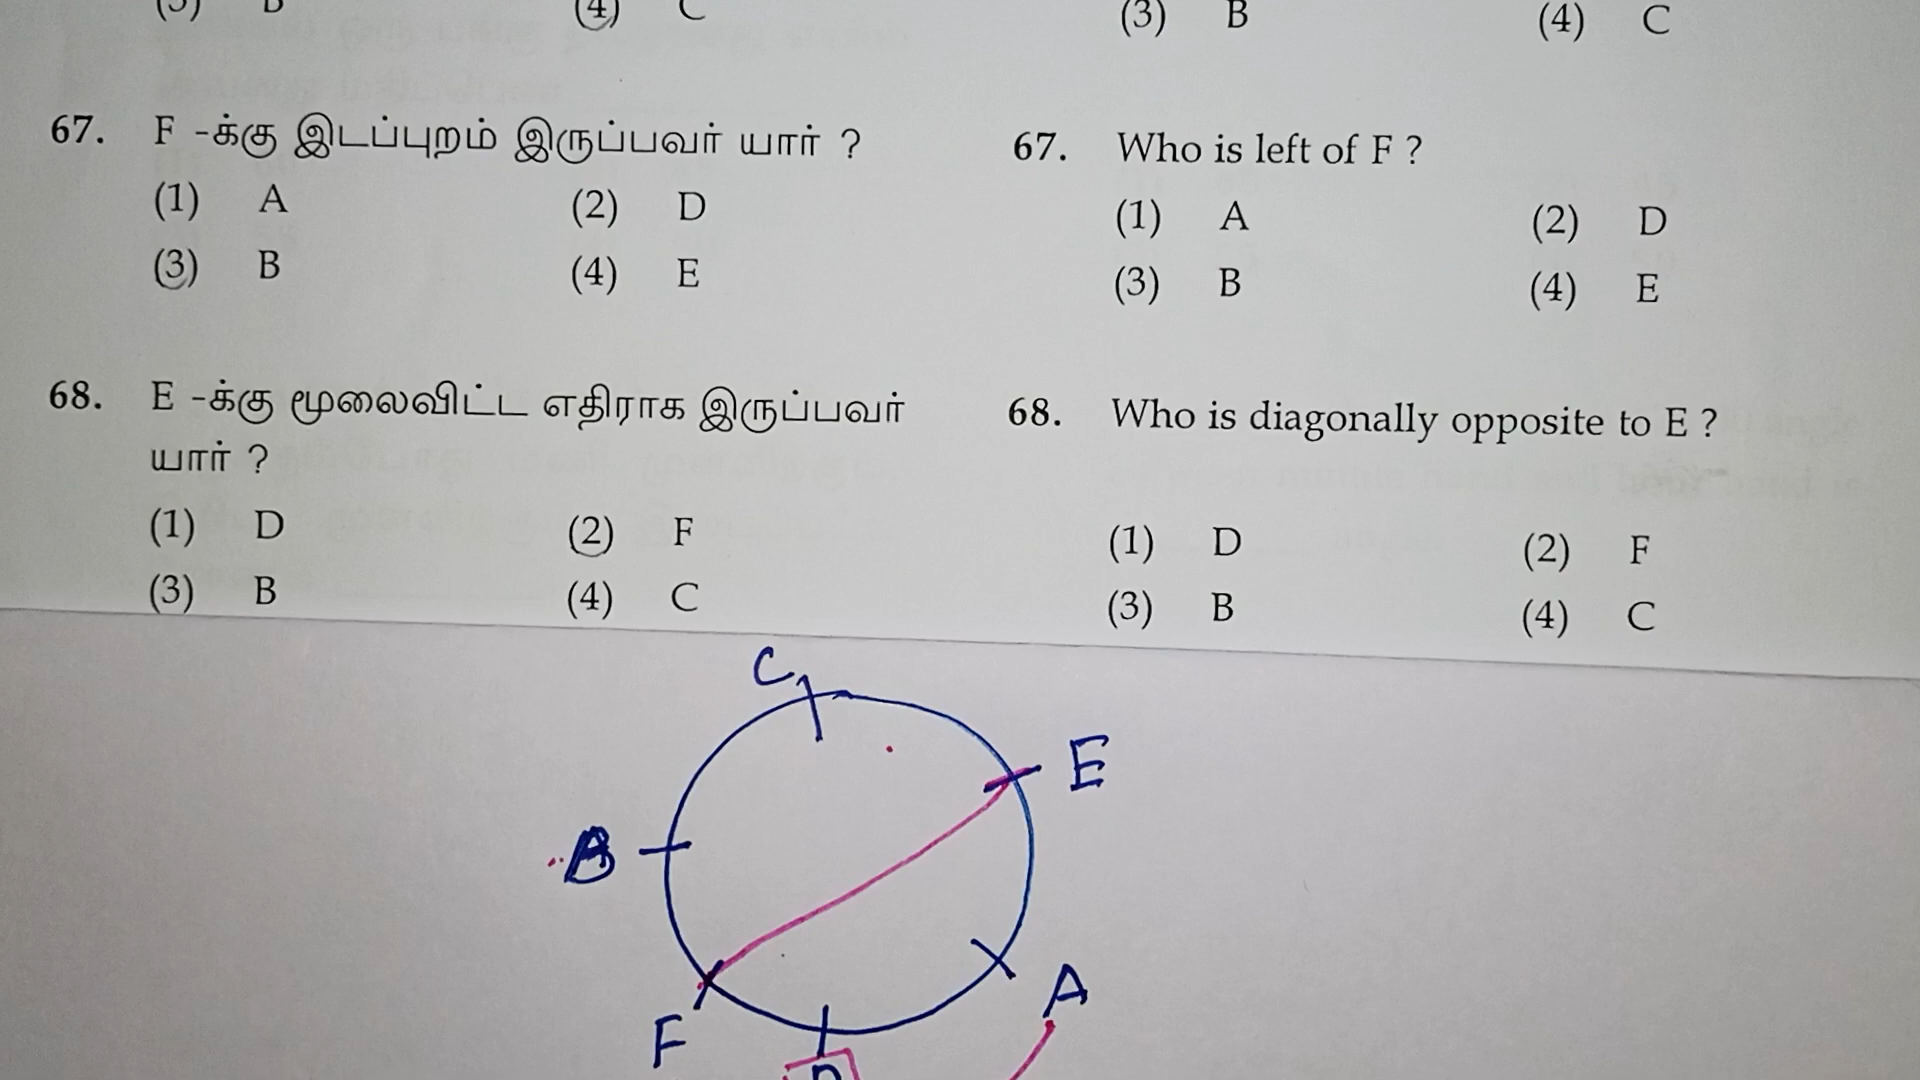 (4) C
(3) B
(4) C
67. F -க்கு இடப்புறம் இருப்பவர் யார் ?
(1) A
(2) D
(3) B
(4) E
68. E -க்கு மூலைவிட்ட எதிராக இருப்பவர்
யார் ?
(1) D
(2) F
(3) B
(4) C
67. Who is left of F ?
(1) A
(2) D
(3) B
(4) E
68. Who is diagonally opposite to E ?
(1) D
(2) F
(3) B
(4) C
C
E
B
A
F